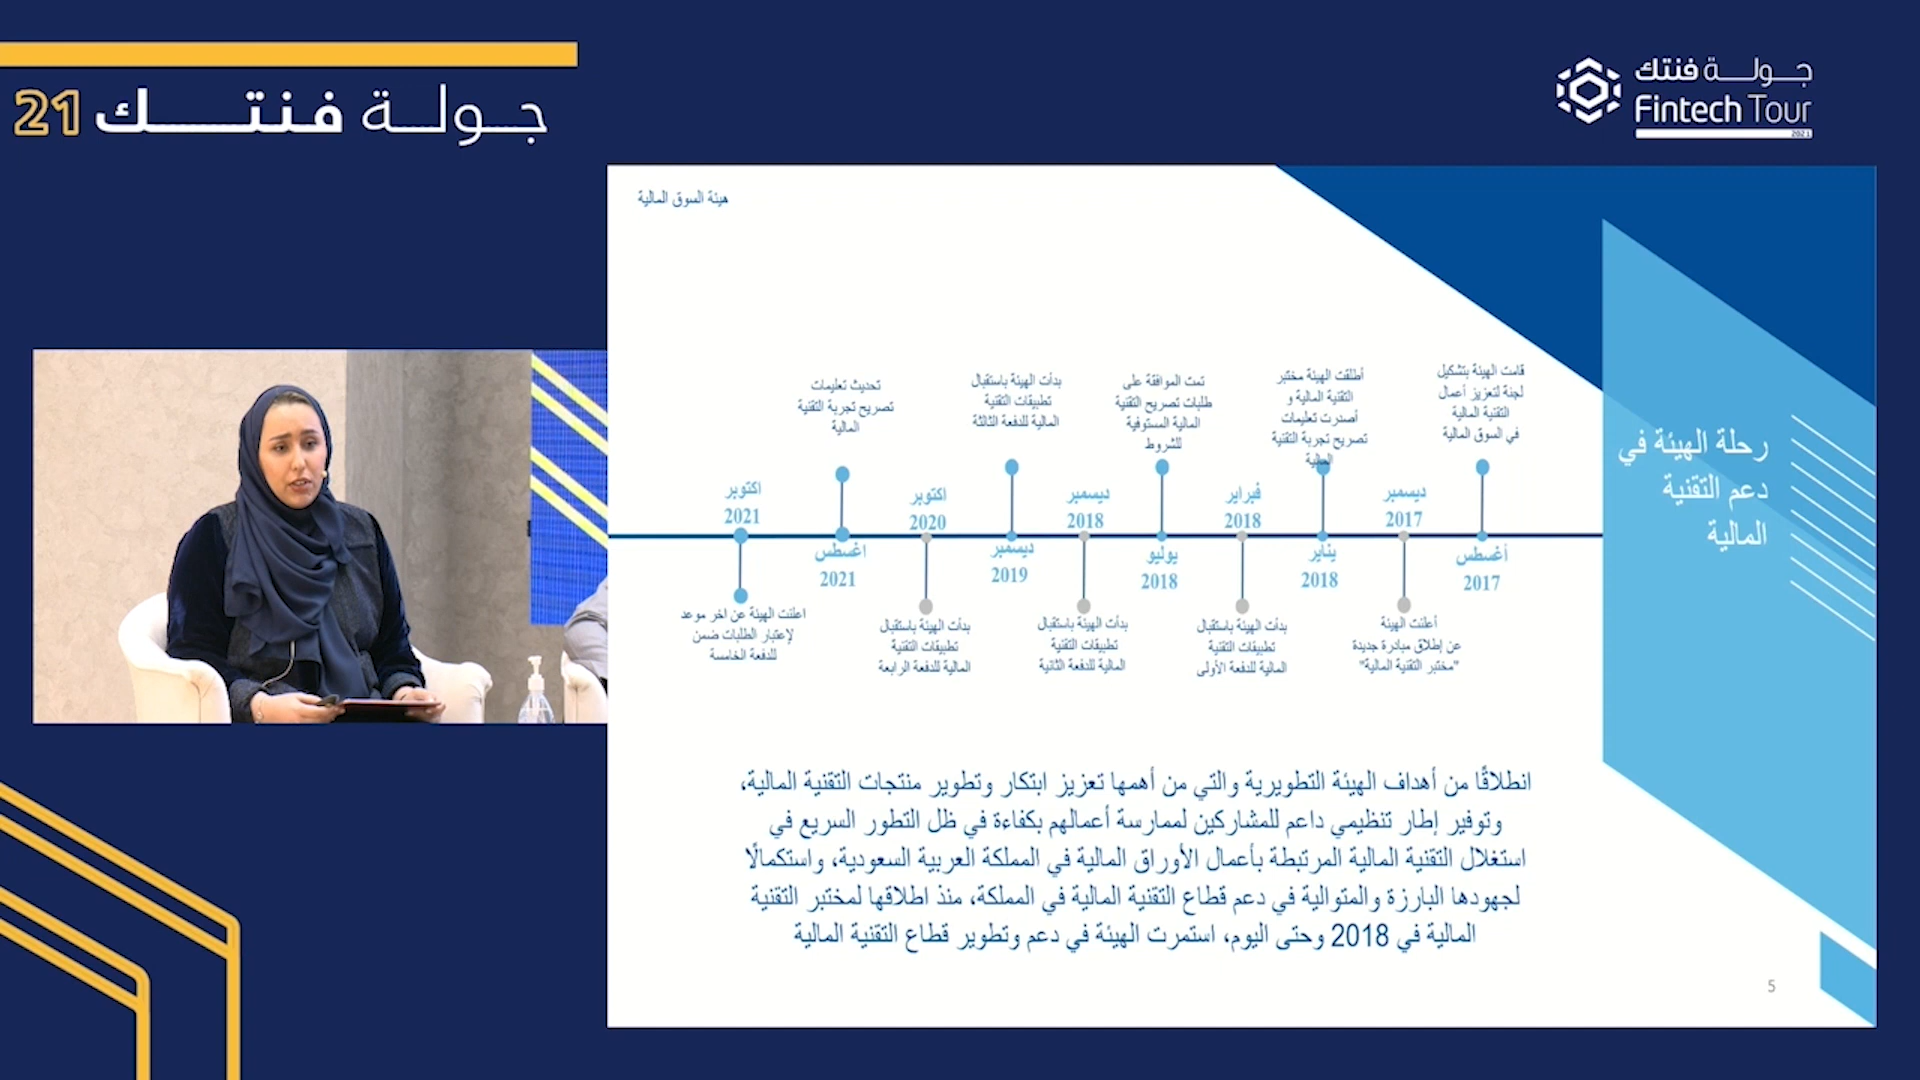 جولة فنتك 21
جولة فنتك
Fintech Tour
2021
هيئة السوق المالية
رحلة الهيئة في
دعم التقنية
المالية
قامت الهيئة بتشكيل
لجنة لتعزيز أعمال
التقنية المالية
في السوق المالية
أغسطس
2017
ديسمبر
2017
أعلنت الهيئة
عن إطلاق مبادرة جديدة
"مختبر التقنية المالية"
أطلقت الهيئة مختبر
التقنية المالية و
أصدرت تعليمات
تصريح تجربة التقنية
المالية
يناير
2018
فبراير
2018
بدأت الهيئة باستقبال
تطبيقات التقنية
المالية للدفعة الأولى
تمت الموافقة على
طلبات تصريح التقنية
المالية المستوفية
للشروط
يوليو
2018
ديسمبر
2018
بدأت الهيئة باستقبال
تطبيقات التقنية
المالية للدفعة الثانية
بدأت الهيئة باستقبال
تطبيقات التقنية
المالية للدفعة الثالثة
ديسمبر
2019
اكتوبر
2020
بدأت الهيئة باستقبال
تطبيقات التقنية
المالية للدفعة الرابعة
تحديث تعليمات
تصريح تجربة التقنية
المالية
اغسطس
2021
اكتوبر
2021
اعلنت الهيئة عن اخر موعد
لإعتبار الطلبات ضمن
للدفعة الخامسة
انطلاقًا من أهداف الهيئة التطويرية والتي من أهمها تعزيز ابتكار وتطوير منتجات التقنية المالية،
وتوفير إطار تنظيمي داعم للمشاركين لممارسة أعمالهم بكفاءة في ظل التطور السريع في
استغلال التقنية المالية المرتبطة بأعمال الأوراق المالية في المملكة العربية السعودية، واستكمالًا
لجهودها البارزة والمتوالية في دعم قطاع التقنية المالية في المملكة، منذ اطلاقها لمختبر التقنية
المالية في 2018 وحتى اليوم، استمرت الهيئة في دعم وتطوير قطاع التقنية المالية
5